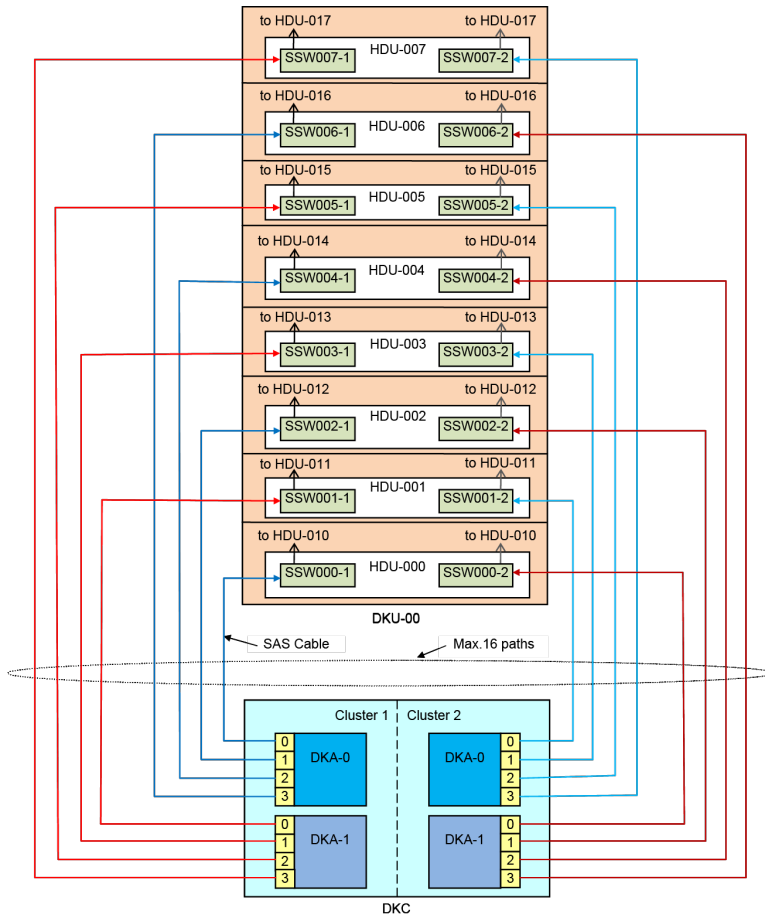 to HDU-017 to HDU-017
HDU-007
SSW007-1 SSW007-2
to HDU-016 to HDU-016
HDU-006
SSW006-1 SSW006-2
to HDU-015 to HDU-015
HDU-005
SSW005-1 SSW005-2
to HDU-014 to HDU-014
HDU-004
SSW004-1 SSW004-2
to HDU-013 to HDU-013
HDU-003
SSW003-1 SSW003-2
to HDU-012 to HDU-012
HDU-002
SSW002-1 SSW002-2
to HDU-011 to HDU-011
HDU-001
SSW001-1 SSW001-2
to HDU-010 to HDU-010
HDU-000
SSW000-1 SSW000-2
DKU-00
SAS Cable Max.16 paths
Cluster 1 Cluster 2
0 0
1 DKA-0 DKA-0 1
2 2
3 3
0 0
1 DKA-1 DKA-1 1
2 2
3 3
DKC